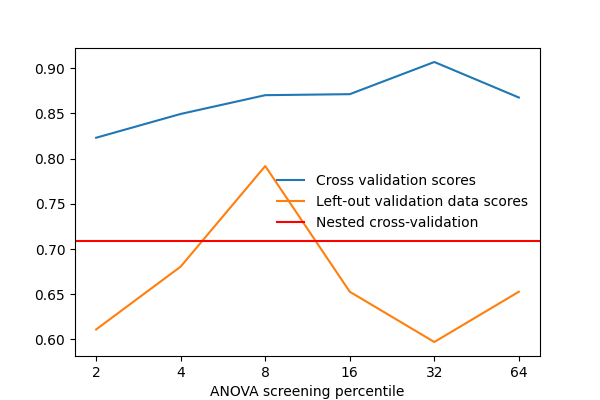 0.90
0.85
0.80
0.75
0.70
0.65
0.60
Cross validation scores
Left-out validation data scores
Nested cross-validation
2 4 8 16 32 64
ANOVA screening percentile